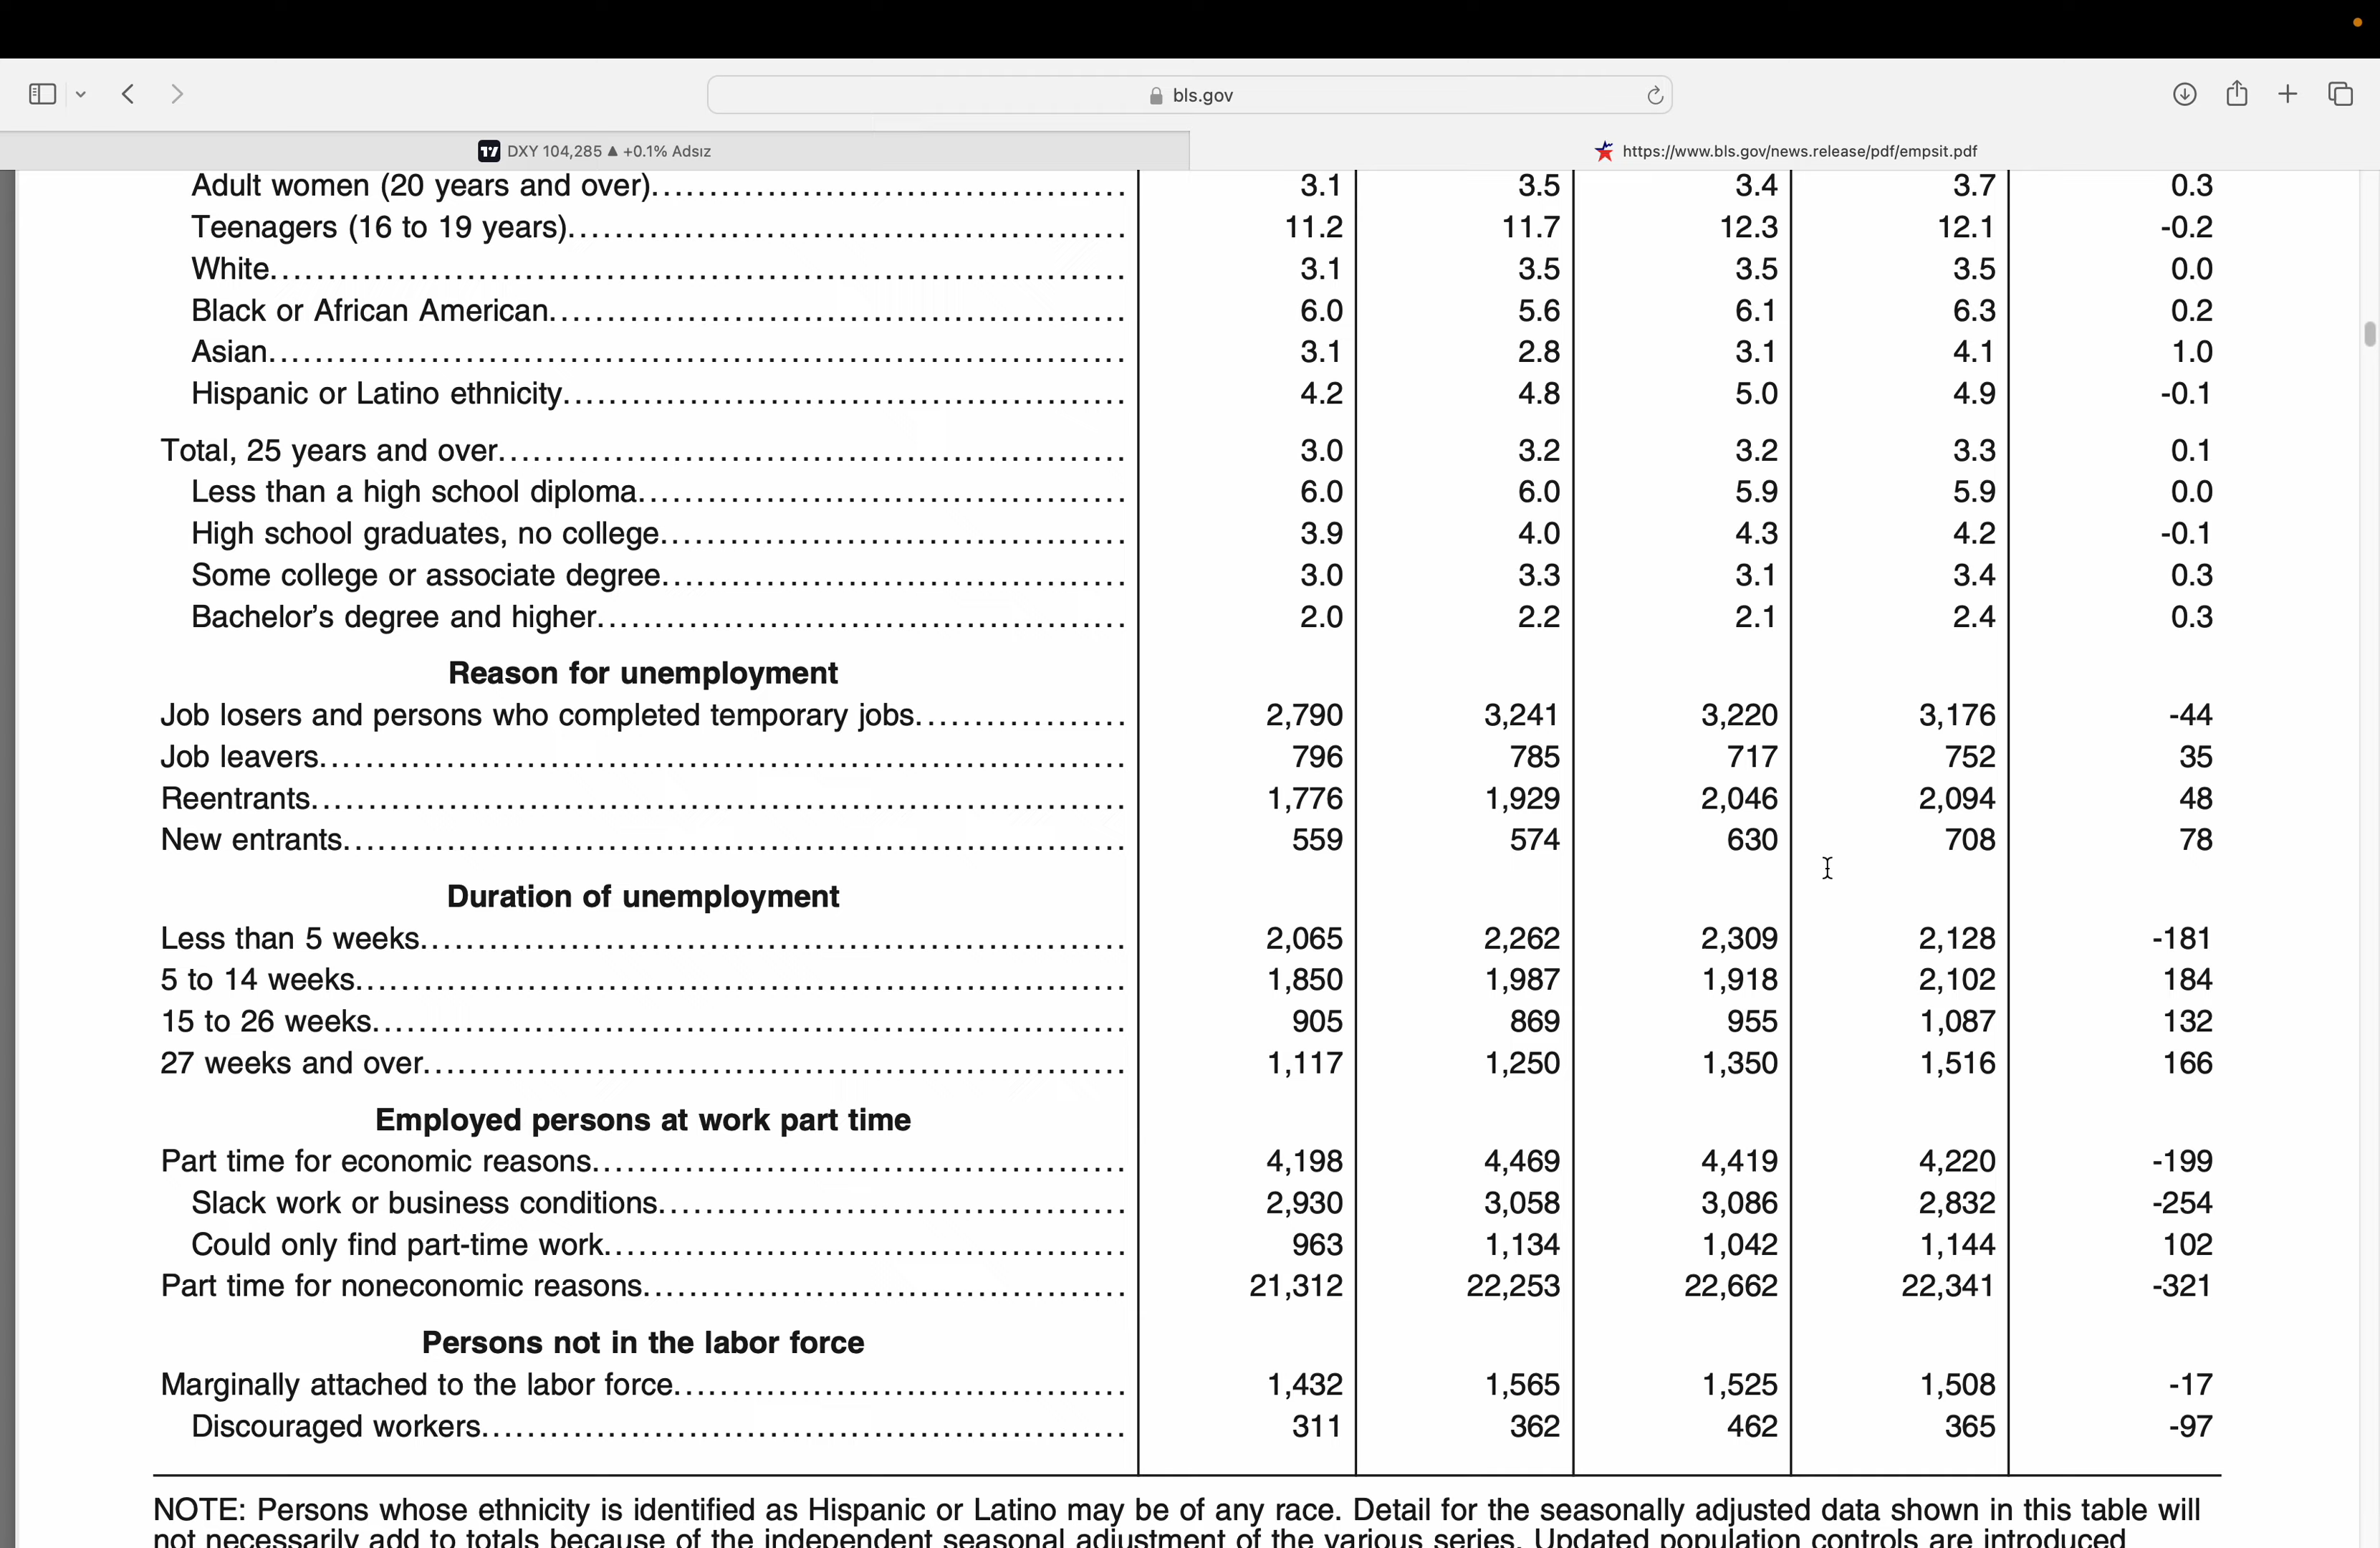 bls.gov
DXY 104,285 ▲ +0.1% Adsız
https://www.bls.gov/news.release/pdf/empsit.pdf
Adult women (20 years and over) 3.1 3.5 3.4 3.7 0.3
Teenagers (16 to 19 years) 11.2 11.7 12.3 12.1 -0.2
White 3.1 3.5 3.5 3.5 0.0
Black or African American 6.0 5.6 6.1 6.3 0.2
Asian 3.1 2.8 3.1 4.1 1.0
Hispanic or Latino ethnicity 4.2 4.8 5.0 4.9 -0.1
Total, 25 years and over 3.0 3.2 3.2 3.3 0.1
Less than a high school diploma 6.0 6.0 5.9 5.9 0.0
High school graduates, no college 3.9 4.0 4.3 4.2 -0.1
Some college or associate degree 3.0 3.3 3.1 3.4 0.3
Bachelor’s degree and higher 2.0 2.2 2.1 2.4 0.3
Reason for unemployment
Job losers and persons who completed temporary jobs 2,790 3,241 3,220 3,176 -44
Job leavers 796 785 717 752 35
Reentrants 1,776 1,929 2,046 2,094 48
New entrants 559 574 630 708 78
Duration of unemployment
Less than 5 weeks 2,065 2,262 2,309 2,128 -181
5 to 14 weeks 1,850 1,987 1,918 2,102 184
15 to 26 weeks 905 869 955 1,087 132
27 weeks and over 1,117 1,250 1,350 1,516 166
Employed persons at work part time
Part time for economic reasons 4,198 4,469 4,419 4,220 -199
Slack work or business conditions 2,930 3,058 3,086 2,832 -254
Could only find part-time work 963 1,134 1,042 1,144 102
Part time for noneconomic reasons 21,312 22,253 22,662 22,341 -321
Persons not in the labor force
Marginally attached to the labor force 1,432 1,565 1,525 1,508 -17
Discouraged workers 311 362 462 365 -97
NOTE: Persons whose ethnicity is identified as Hispanic or Latino may be of any race. Detail for the seasonally adjusted data shown in this table will
not necessarily add to totals because of the independent seasonal adjustment of the various series. Updated population controls are introduced